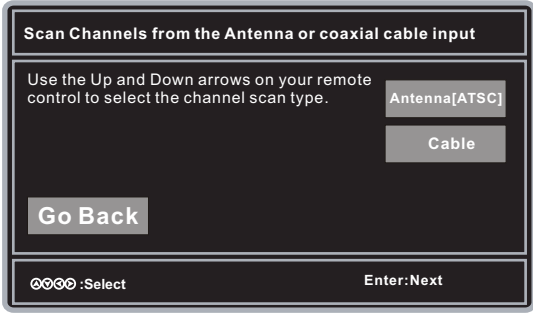 Scan Channels from the Antenna or coaxial cable input
Use the Up and Down arrows on your remote
control to select the channel scan type.
Antenna[ATSC]
Cable
Go Back
:Select
Enter:Next